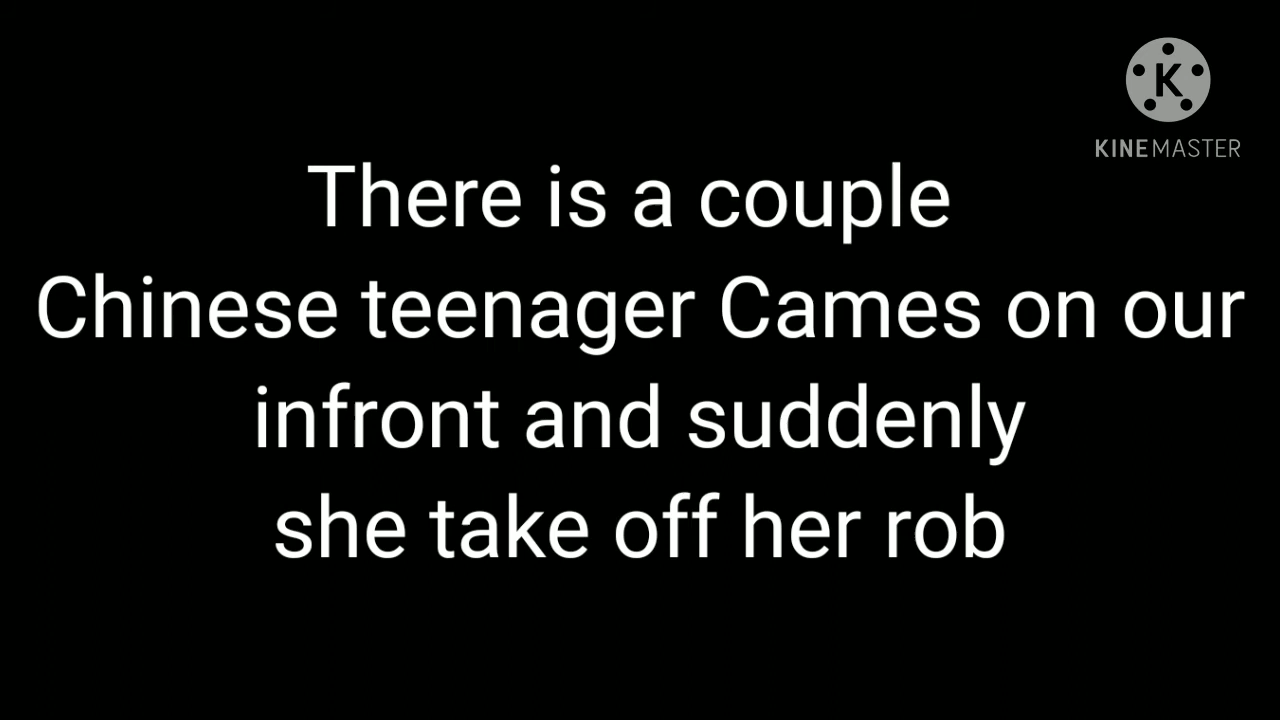 K
KINEMASTER
There is a couple
Chinese teenager Cames on our
infront and suddenly
she take off her rob